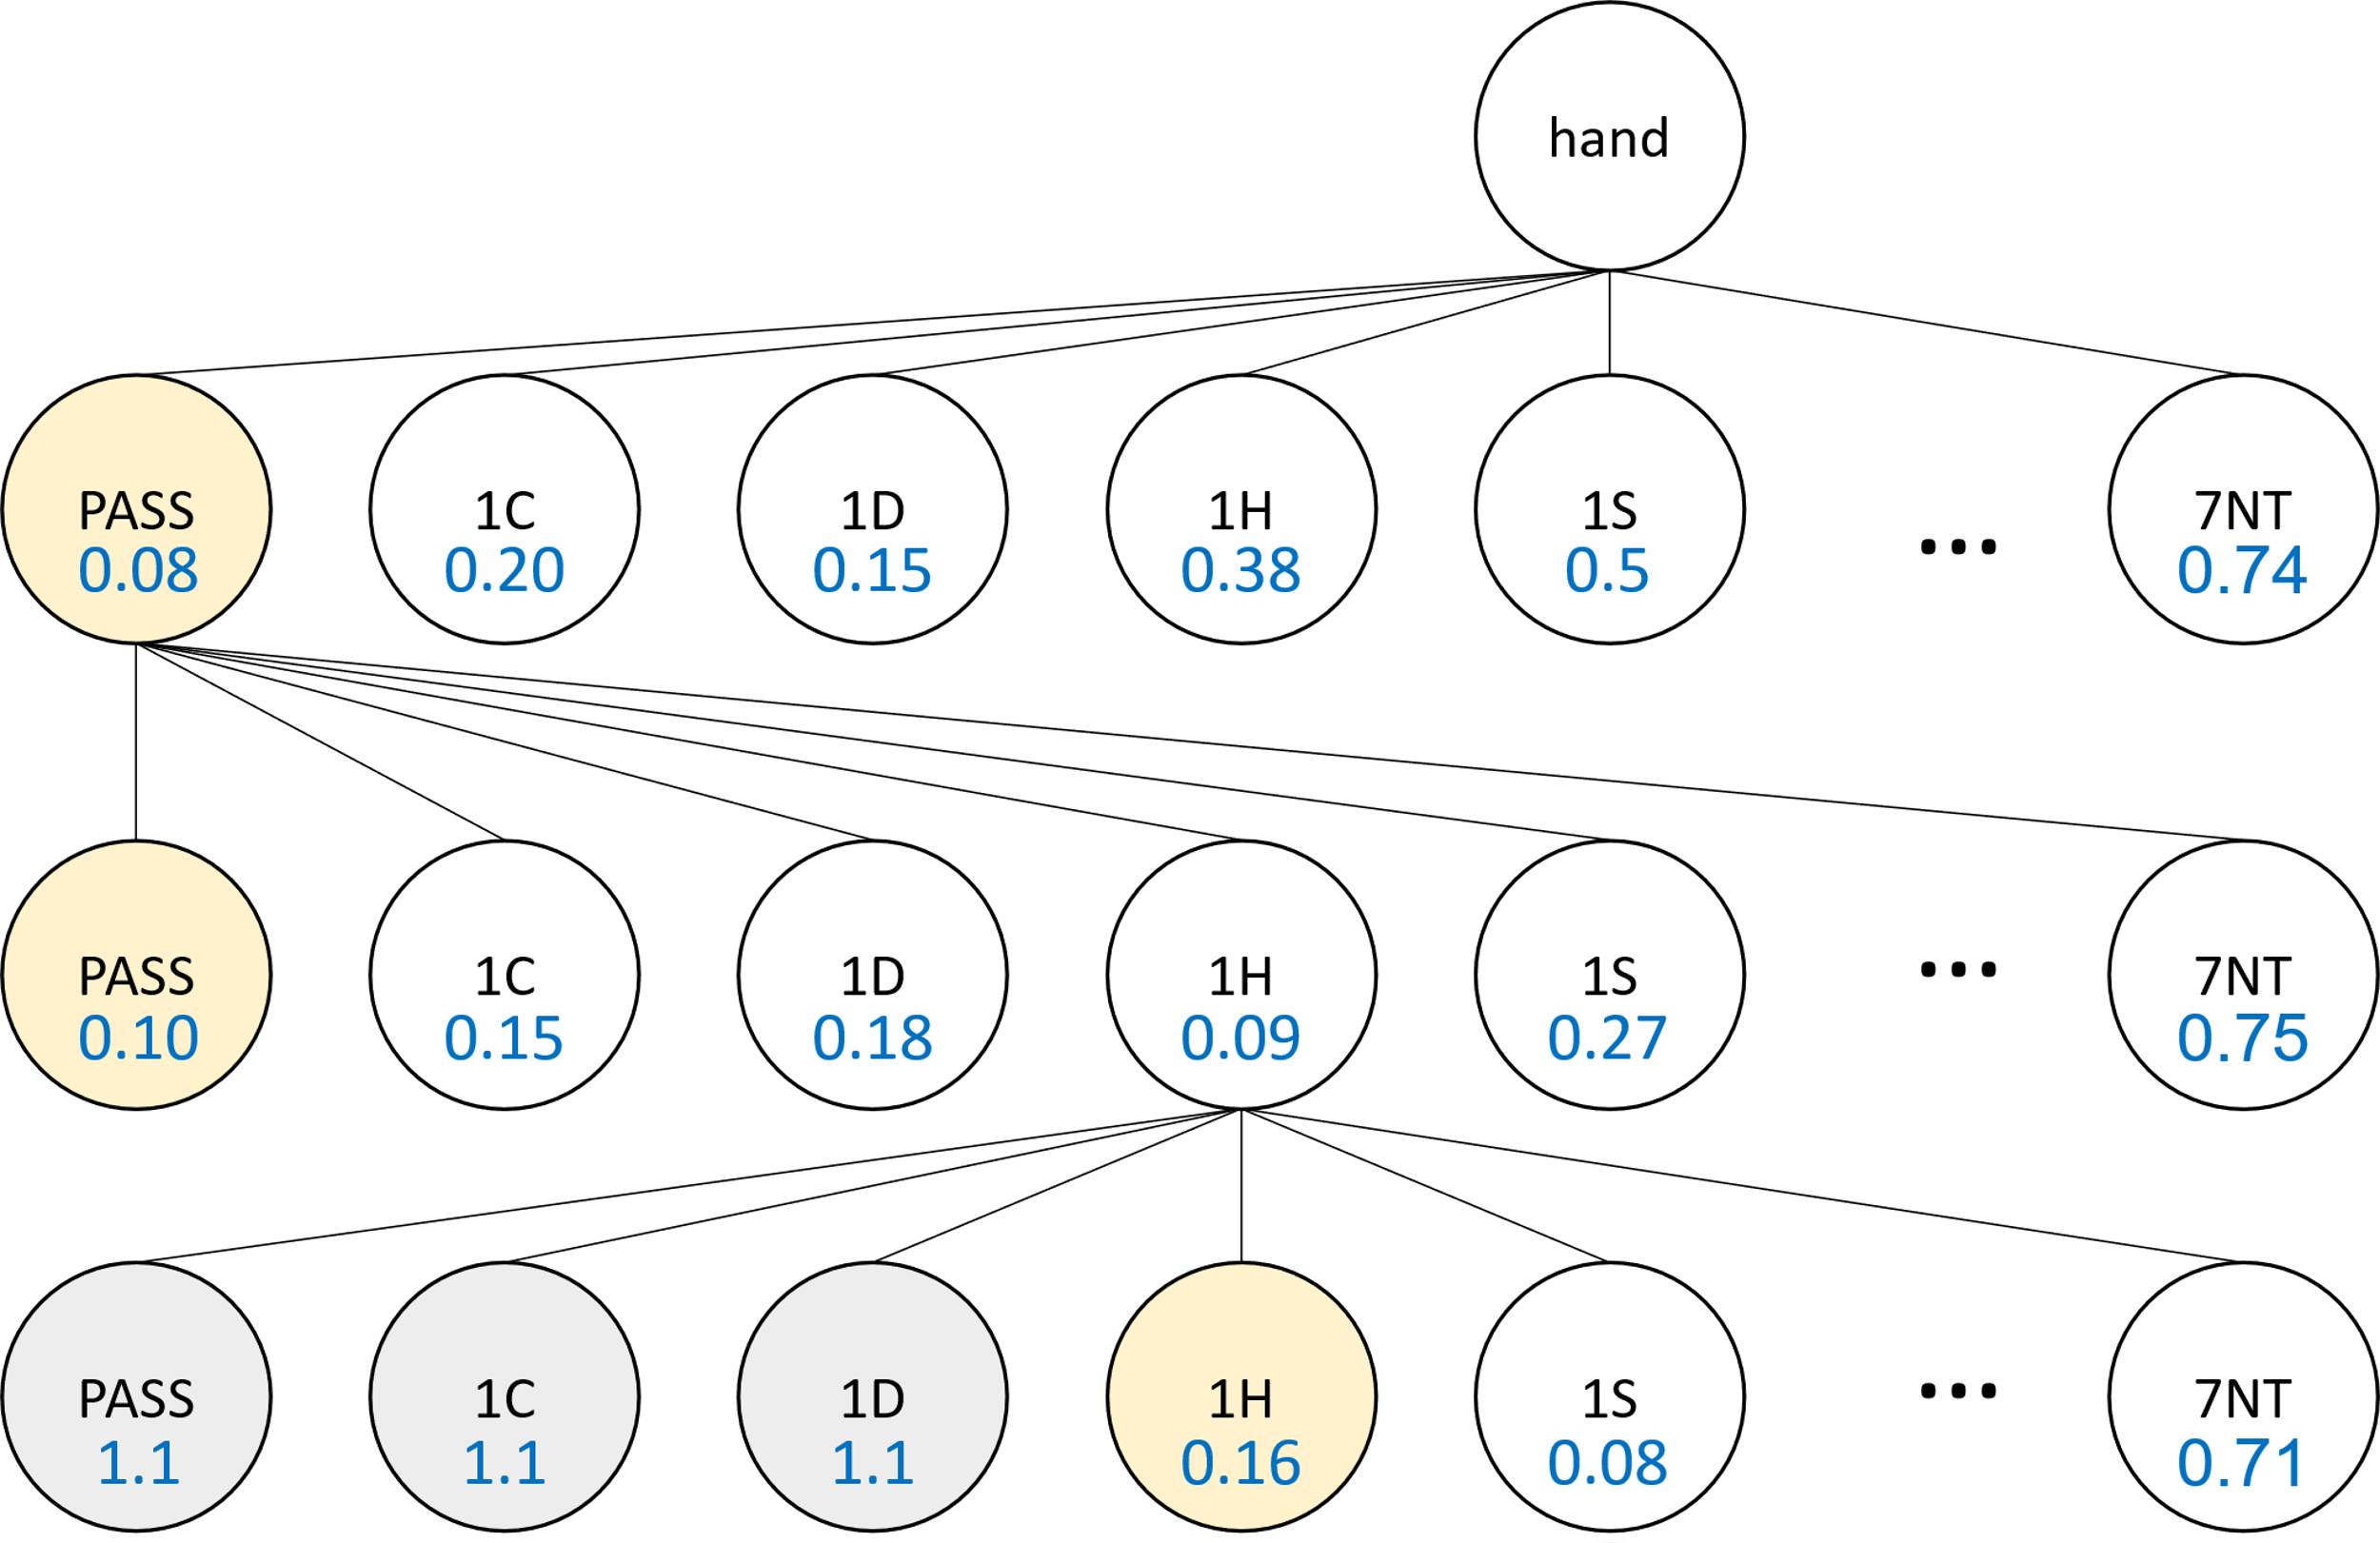 hand
PASS
0.08
1C
0.20
1D
0.15
1H
0.38
1S
0.5
...
7NT
0.74
PASS
0.10
1C
0.15
1D
0.18
1H
0.09
1S
0.27
...
7NT
0.75
PASS
1.1
1C
1.1
1D
1.1
1H
0.16
1S
0.08
...
7NT
0.71